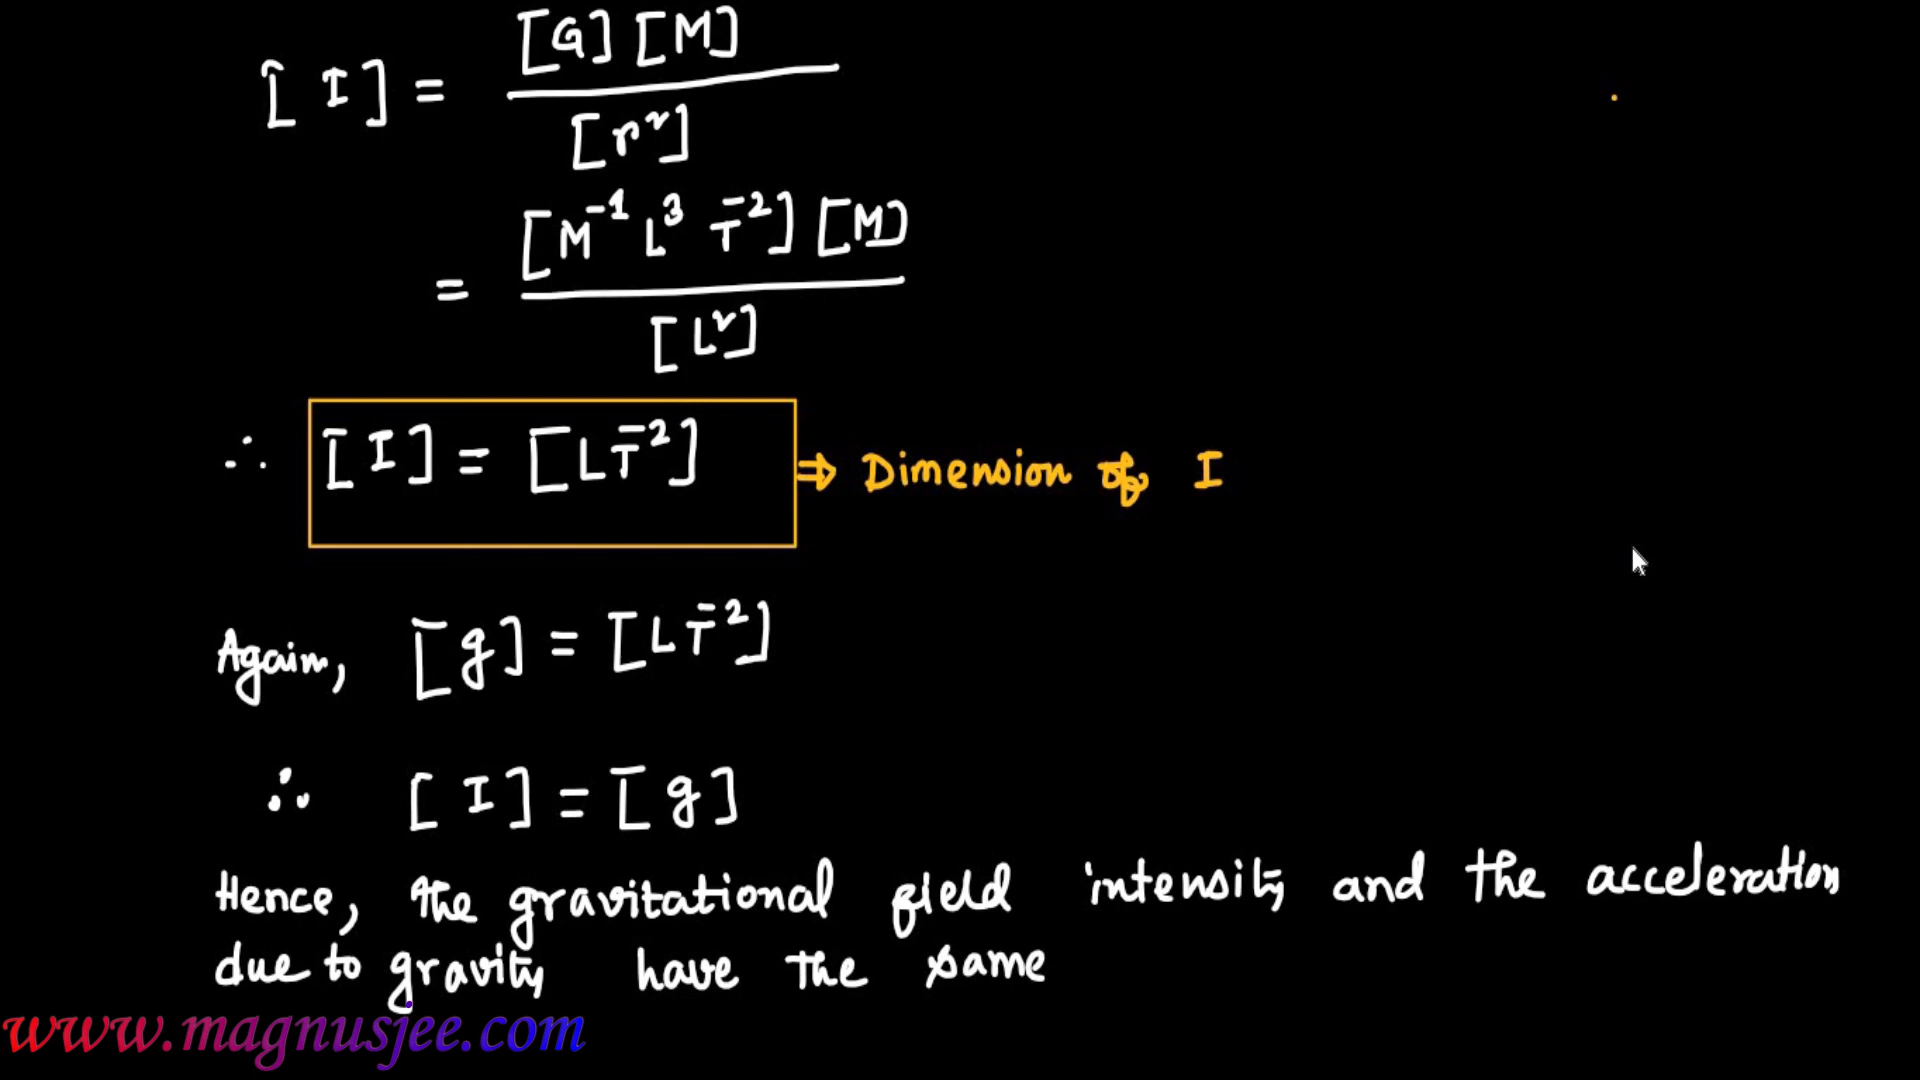 [I] = [G] [M] / [r²]
= [M⁻¹ L³ T⁻²] [M] / [L²]
∴ [I] = [LT⁻²] ⇒ Dimension of I
Again, [g] = [LT⁻²]
∴ [I] = [g]
Hence, the gravitational field intensity and the acceleration
due to gravity have the same
www.magnusjee.com